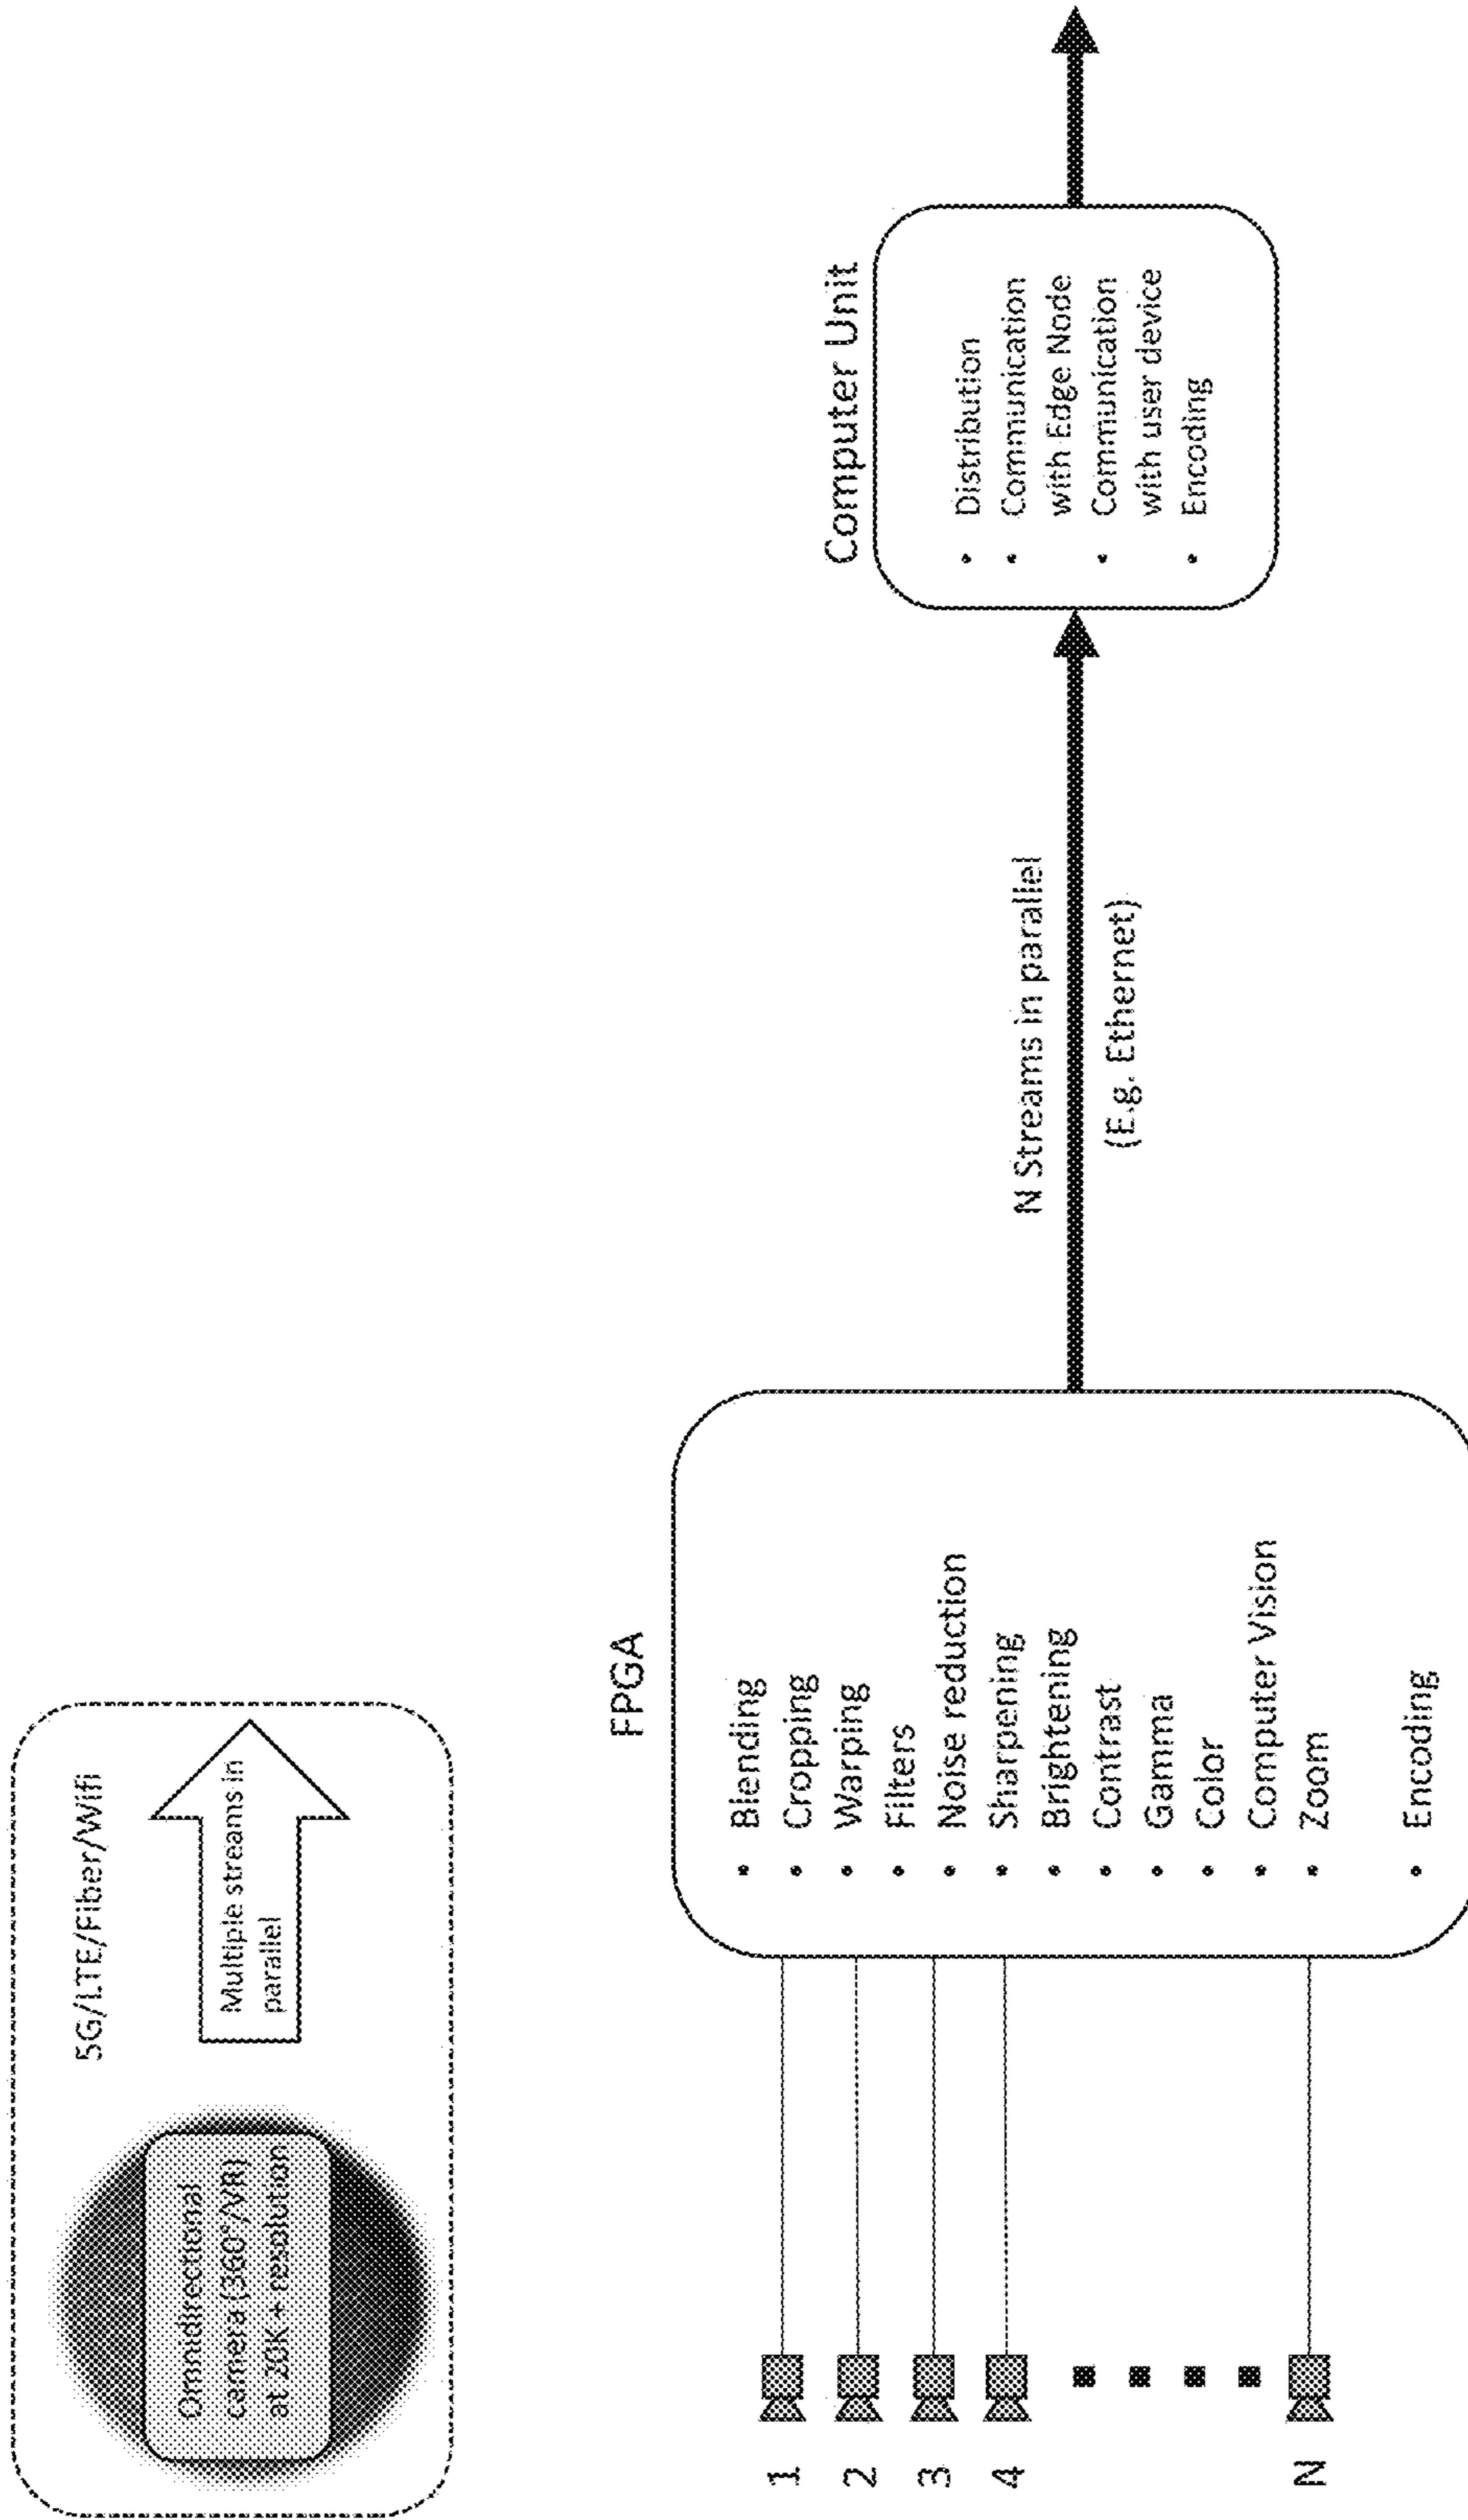 5G/LTE/Fiber/Wifi
Omnidirectional
camera (360°/VR)
at 20K + resolution
Multiple streams in
parallel
FPGA
1
2
3
4
N
• Blending
• Cropping
• Warping
• Filters
• Noise reduction
• Sharpening
• Brightening
• Contrast
• Gamma
• Color
• Computer Vision
• Zoom
• Encoding
N Streams in parallel
(E.g. Ethernet)
Computer Unit
• Distribution
• Communication
with Edge Node
• Communication
with user device
• Encoding